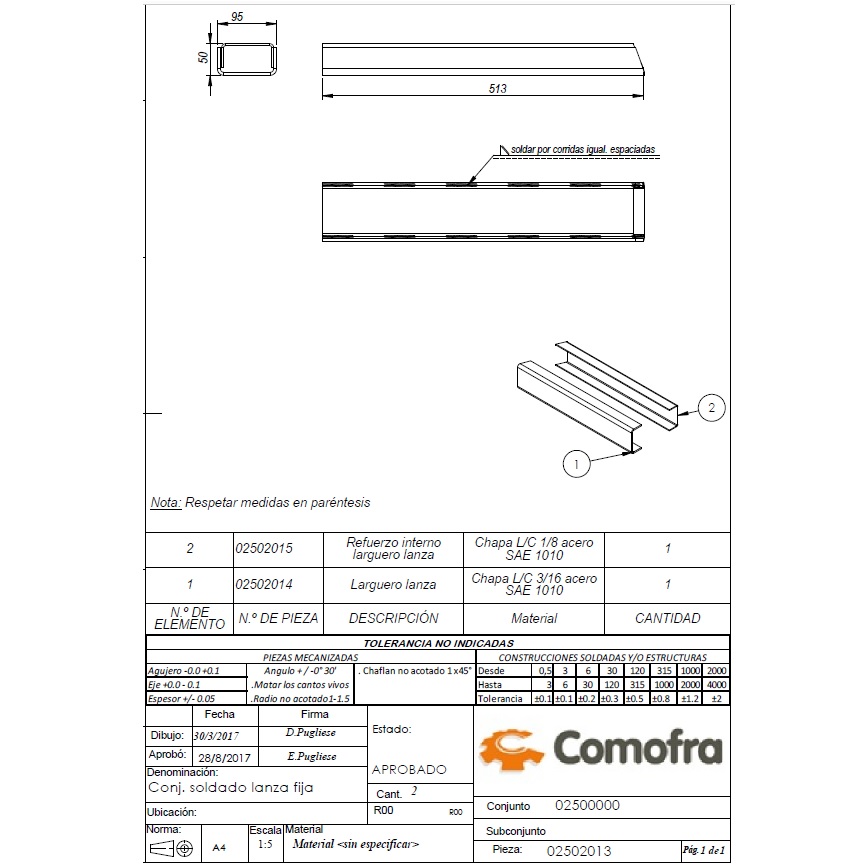 95
50
513
soldar por corridas igual. espaciadas
2
1
Nota: Respetar medidas en paréntesis
2 02502015 Refuerzo interno larguero lanza Chapa L/C 1/8 acero SAE 1010 1
1 02502014 Larguero lanza Chapa L/C 3/16 acero SAE 1010 1
N.º DE ELEMENTO N.º DE PIEZA DESCRIPCIÓN Material CANTIDAD
TOLERANCIA NO INDICADAS
PIEZAS MECANIZADAS CONSTRUCCIONES SOLDADAS Y/O ESTRUCTURAS
Agujero -0.0 +0.1 Angulo + / -0° 30' . Chaflan no acotado 1 x 45° Desde 0,5 3 6 30 120 315 1000 2000
Eje +0.0 - 0.1 .Matar los cantos vivos Hasta 3 6 30 120 315 1000 2000 4000
Espesor +/- 0.05 .Radio no acotado 1-1.5 Tolerancia ±0.1 ±0.1 ±0.2 ±0.3 ±0.5 ±0.8 ±1.2 ±2
Fecha Firma
Dibujo: 30/3/2017 D.Pugliese
Aprobó: 28/8/2017 E.Pugliese
Estado:
APROBADO
Comofra
Denominación:
Conj. soldado lanza fija
Cant. 2
Ubicación:
R00 R00
Conjunto 02500000
Subconjunto
Norma: A4
Escala 1:5
Material
Material <sin especificar>
Pieza: 02502013
Pág. 1 de 1